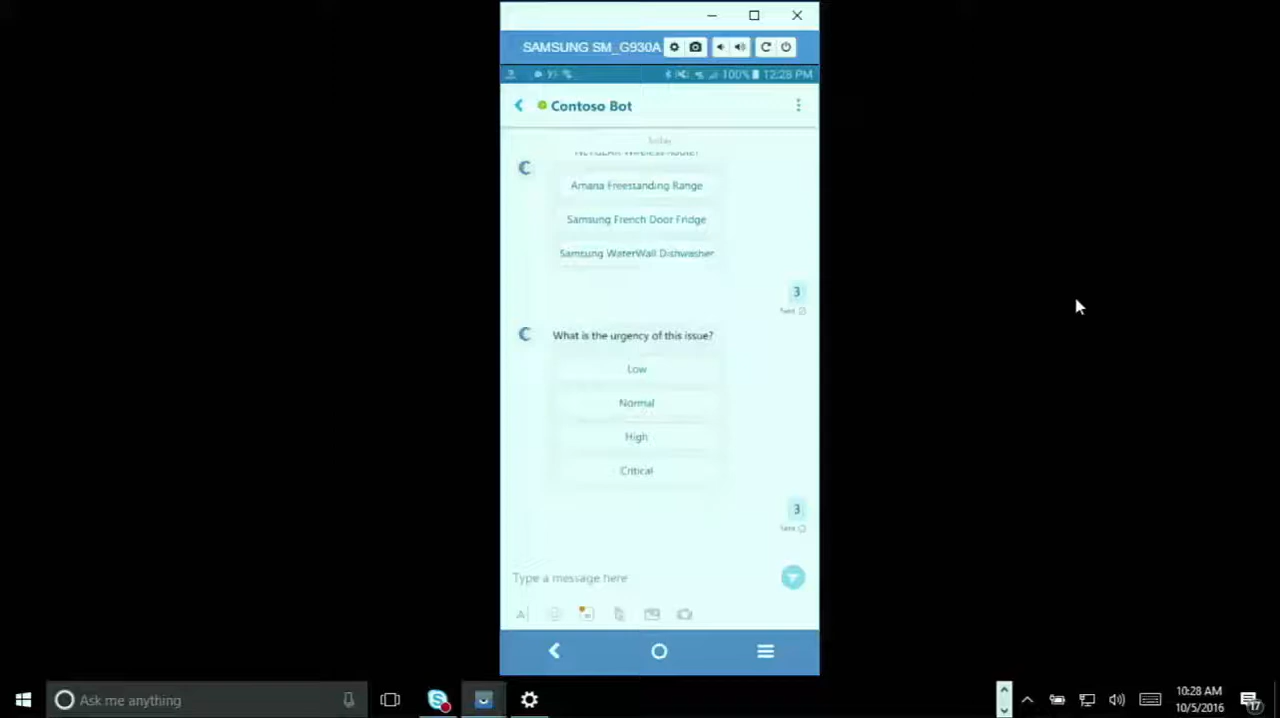 SAMSUNG SM_G930A
100% 12:28 PM
Contoso Bot
Today
Amana Freestanding Range
Samsung French Door Fridge
Samsung WaterWall Dishwasher
3
What is the urgency of this issue?
Low
Normal
High
Critical
3
Type a message here
Ask me anything
10:28 AM
10/5/2016
17